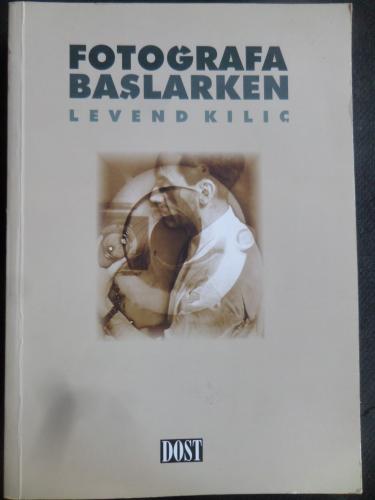 FOTOĞRAFA
BAŞLARKEN
LEVEND KILIÇ
DOST